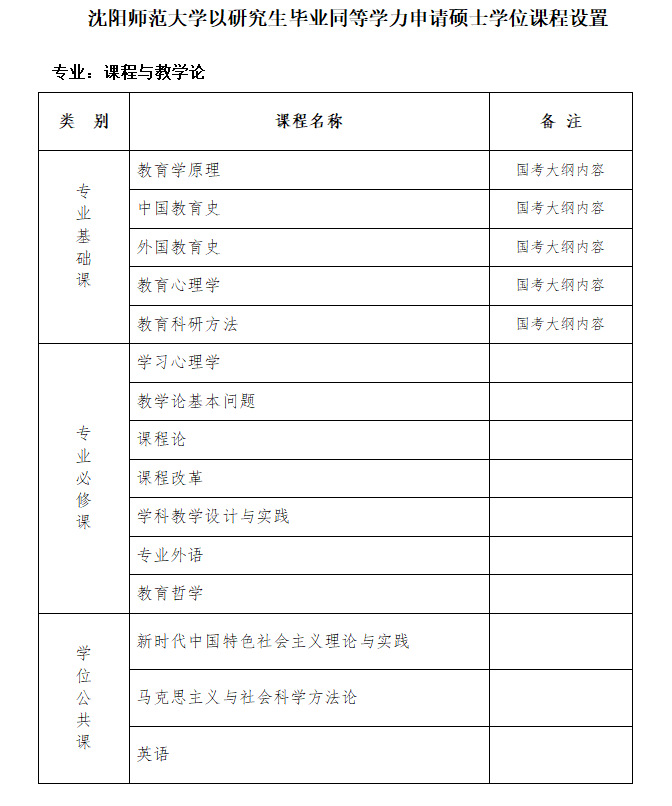 沈阳师范大学以研究生毕业同等学力申请硕士学位课程设置
专业：课程与教学论
类 别 课程名称 备 注
专业基础课
教育学原理 国考大纲内容
中国教育史 国考大纲内容
外国教育史 国考大纲内容
教育心理学 国考大纲内容
教育科研方法 国考大纲内容
专业必修课
学习心理学
教学论基本问题
课程论
课程改革
学科教学设计与实践
专业外语
教育哲学
学位公共课
新时代中国特色社会主义理论与实践
马克思主义与社会科学方法论
英语